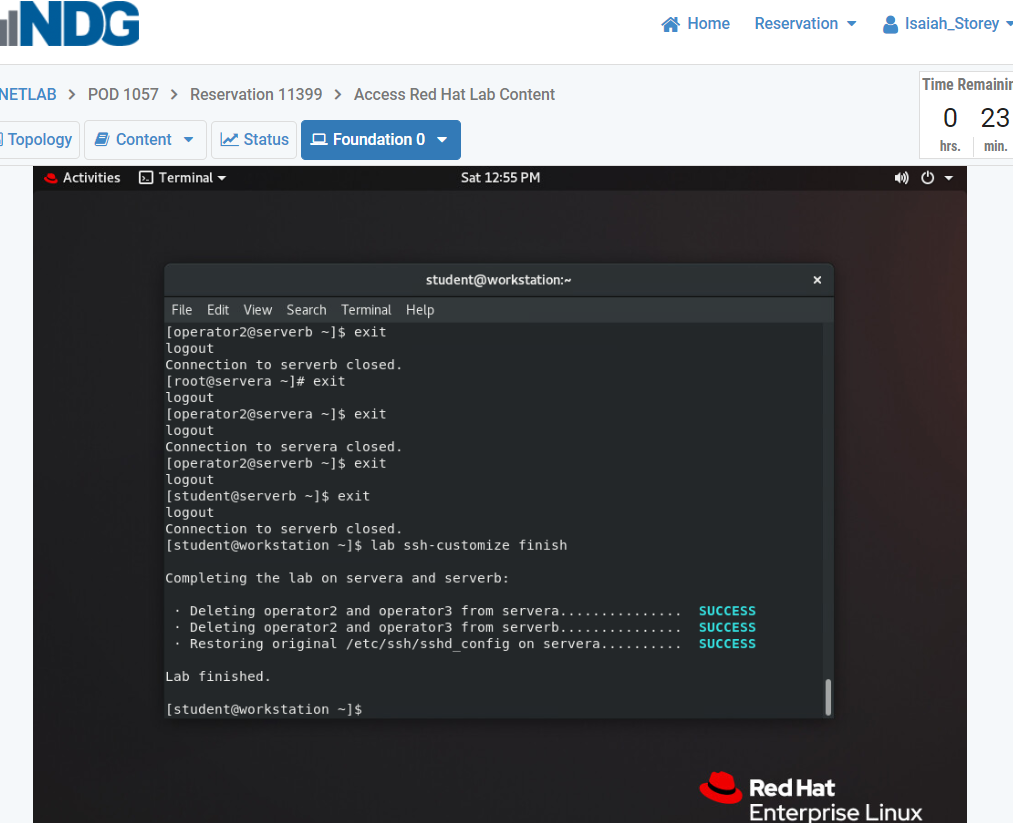 NDG
Home Reservation Isaiah_Storey
NETLAB > POD 1057 > Reservation 11399 > Access Red Hat Lab Content
Time Remainin
0 23
hrs. min.
Topology Content Status Foundation 0
Activities Terminal Sat 12:55 PM
student@workstation:~ ×
File Edit View Search Terminal Help
[operator2@serverb ~]$ exit
logout
Connection to serverb closed.
[root@servera ~]# exit
logout
[operator2@servera ~]$ exit
logout
Connection to servera closed.
[operator2@serverb ~]$ exit
logout
[student@serverb ~]$ exit
logout
Connection to serverb closed.
[student@workstation ~]$ lab ssh-customize finish
Completing the lab on servera and serverb:
· Deleting operator2 and operator3 from servera............... SUCCESS
· Deleting operator2 and operator3 from serverb............... SUCCESS
· Restoring original /etc/ssh/sshd_config on servera.......... SUCCESS
Lab finished.
[student@workstation ~]$
Red Hat
Enterprise Linux